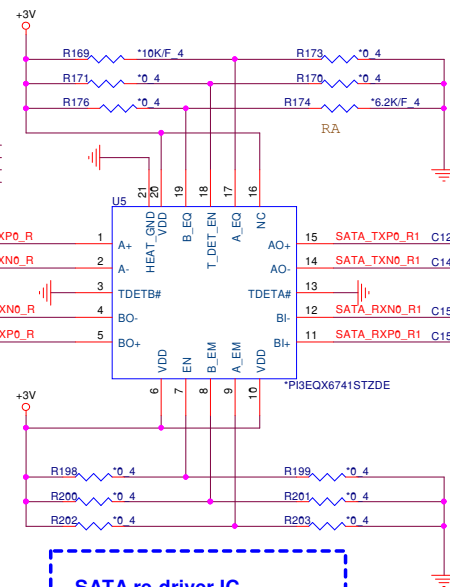 +3V
R169 *10K/F_4 R173 *0_4
R171 *0_4 R170 *0_4
R176 *0_4 R174 *6.2K/F_4
RA
21 20 19 18 17 16
U5
HEAT_GND VDD B_EQ T_DET_EN A_EQ NC
XP0_R 1 A+ AO+ 15 SATA_TXP0_R1 C12
XN0_R 2 A- AO- 14 SATA_TXN0_R1 C14
3 TDETB# TDETA# 13
XN0_R 4 BO- BI- 12 SATA_RXN0_R1 C15
XP0_R 5 BO+ BI+ 11 SATA_RXP0_R1 C15
VDD EN B_EM A_EM VDD
*PI3EQX6741STZDE
6 7 8 9 10
+3V
R198 *0_4 R199 *0_4
R200 *0_4 R201 *0_4
R202 *0_4 R203 *0_4
SATA re-driver IC